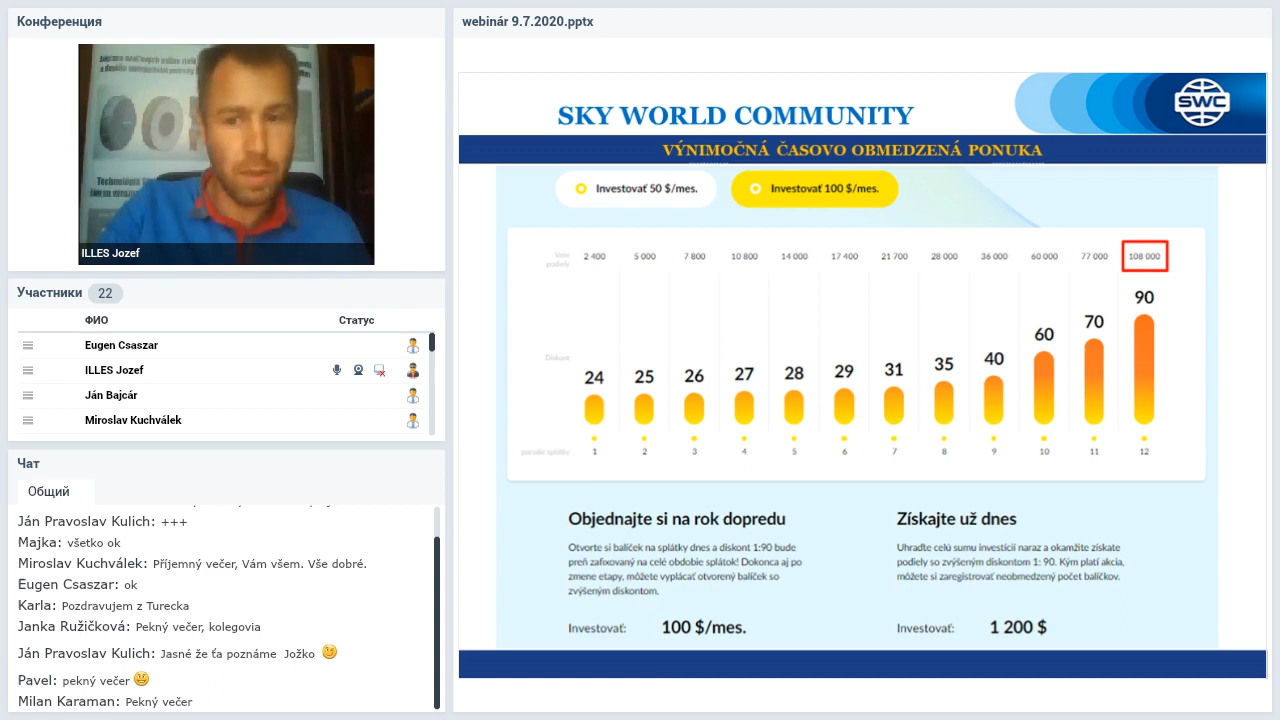 Конференция
ILLES Jozef
Участники 22
ФИО Статус
Eugen Csaszar
ILLES Jozef
Ján Bajcár
Miroslav Kuchválek
Чат
Общий
Ján Pravoslav Kulich: +++
Majka: všetko ok
Miroslav Kuchválek: Příjemný večer, Vám všem. Vše dobré.
Eugen Csaszar: ok
Karla: Pozdravujem z Turecka
Janka Ružičková: Pekný večer, kolegovia
Ján Pravoslav Kulich: Jasné že ťa poznáme Jožko
Pavel: pekný večer
Milan Karaman: Pekný večer
webinár 9.7.2020.pptx
SKY WORLD COMMUNITY
SWC
VÝNIMOČNÁ ČASOVO OBMEDZENÁ PONUKA
Investovať 50 $/mes. Investovať 100 $/mes.
Vaše podiely
2 400 5 000 7 800 10 800 14 000 17 400 21 700 28 000 36 000 60 000 77 000 108 000
Diskont
24 25 26 27 28 29 31 35 40 60 70 90
poradie splátky 1 2 3 4 5 6 7 8 9 10 11 12
Objednajte si na rok dopredu
Otvorte si balíček na splátky dnes a diskont 1:90 bude
preň zafixovaný na celé obdobie splátok! Dokonca aj po
zmene etapy, môžete vyplácať otvorený balíček so
zvýšeným diskontom.
Investovať: 100 $/mes.
Získajte už dnes
Uhraďte celú sumu investícií naraz a okamžite získate
podiely so zvýšeným diskontom 1: 90. Kým platí akcia,
môžete si zaregistrovať neobmedzený počet balíčkov.
Investovať: 1 200 $